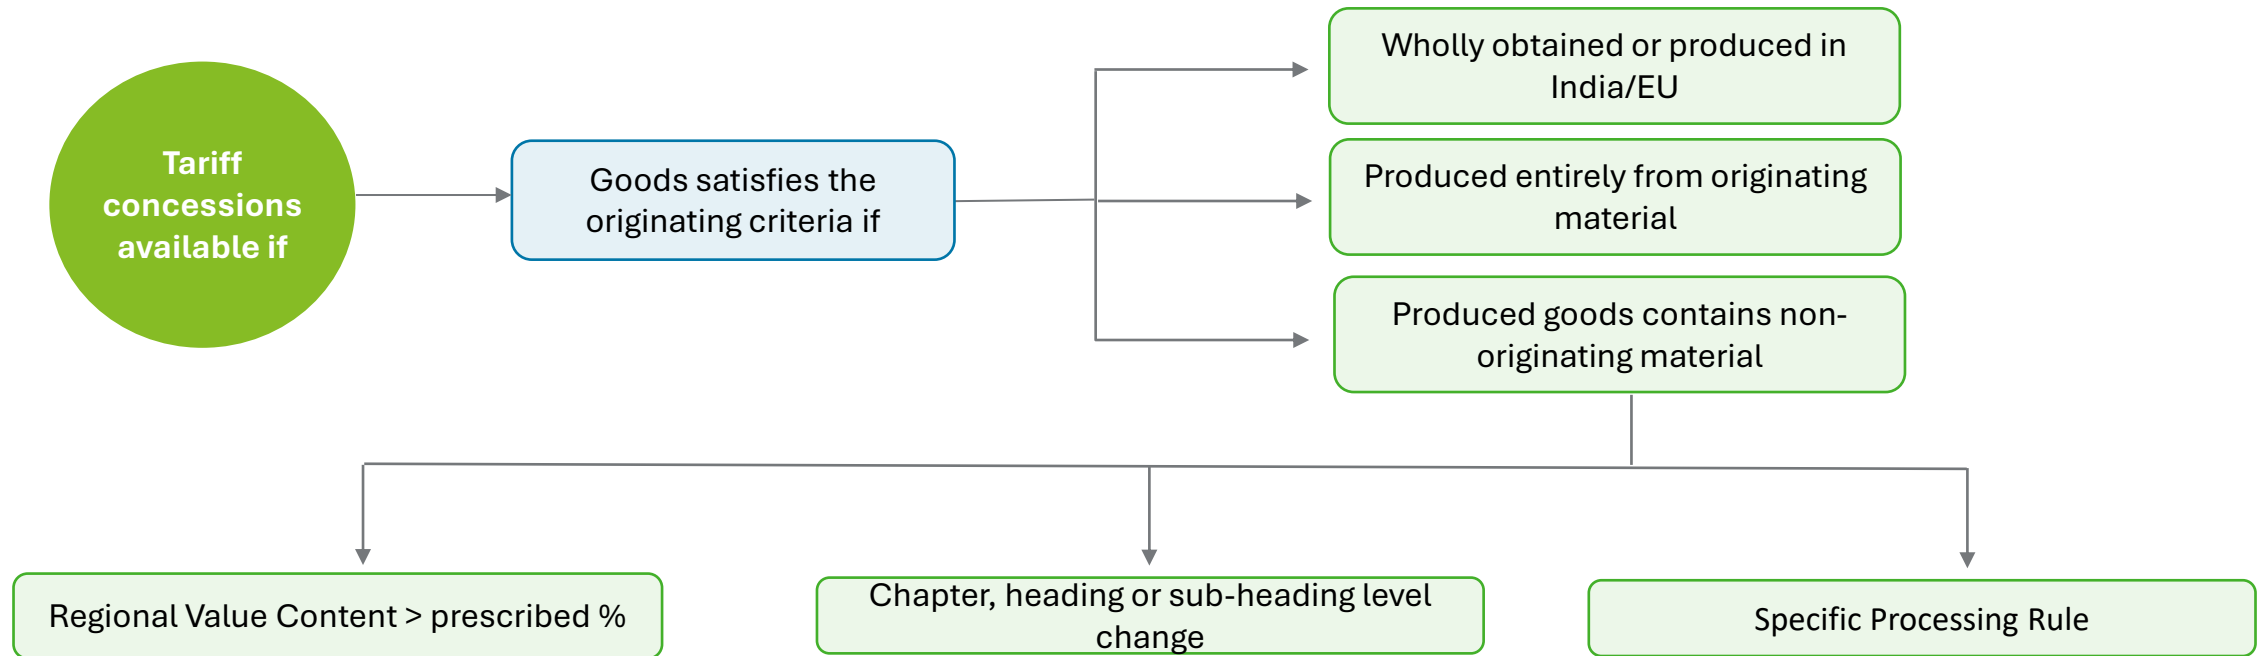 Tariff
concessions
available if
Goods satisfies the
originating criteria if
Wholly obtained or produced in
India/EU
Produced entirely from originating
material
Produced goods contains non-
originating material
Regional Value Content > prescribed %
Chapter, heading or sub-heading level
change
Specific Processing Rule